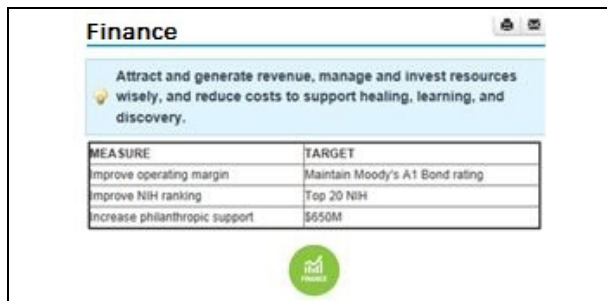 Finance
Attract and generate revenue, manage and invest resources
wisely, and reduce costs to support healing, learning, and
discovery.
MEASURE TARGET
Improve operating margin Maintain Moody's A1 Bond rating
Improve NIH ranking Top 20 NIH
Increase philanthropic support $650M
FINANCE